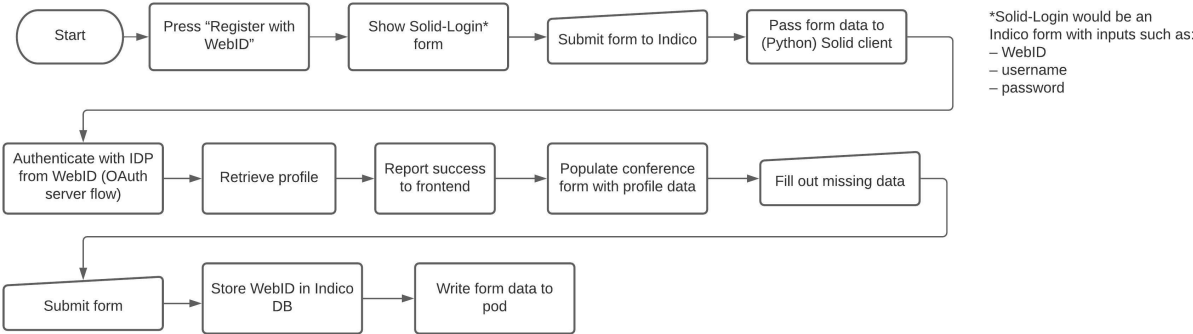 Start
Press “Register with
WebID”
Show Solid-Login*
form
Submit form to Indico
Pass form data to
(Python) Solid client
*Solid-Login would be an
Indico form with inputs such as:
– WebID
– username
– password
Authenticate with IDP
from WebID (OAuth
server flow)
Retrieve profile
Report success
to frontend
Populate conference
form with profile data
Fill out missing data
Submit form
Store WebID in Indico
DB
Write form data to
pod